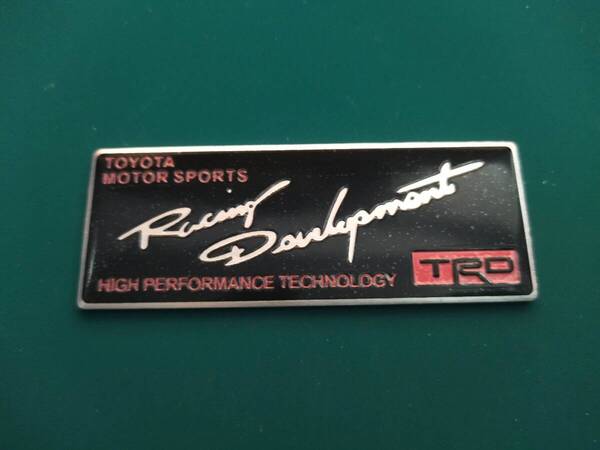 TOYOTA
MOTOR SPORTS
Racing
Development
HIGH PERFORMANCE TECHNOLOGY
TRD